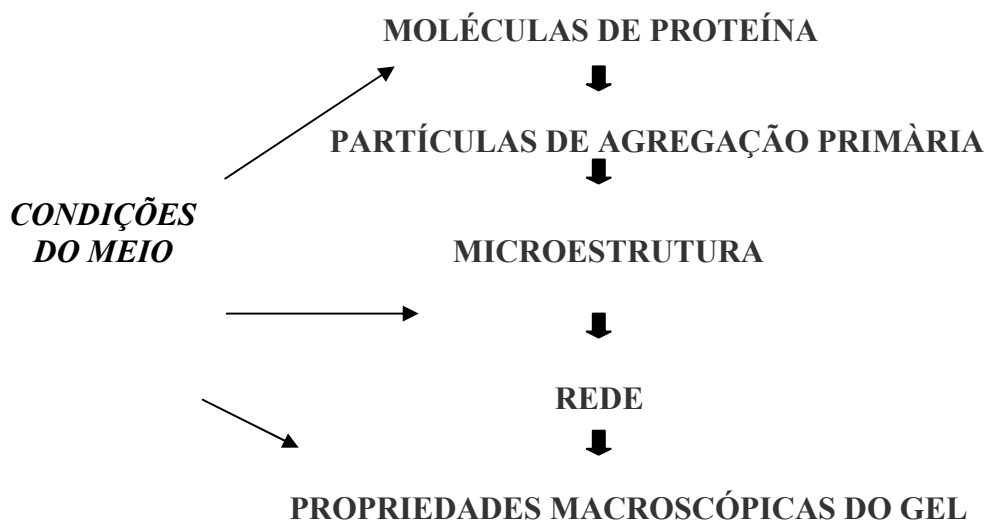 MOLÉCULAS DE PROTEÍNA
PARTÍCULAS DE AGREGAÇÃO PRIMÀRIA
CONDIÇÕES
DO MEIO
MICROESTRUTURA
REDE
PROPRIEDADES MACROSCÓPICAS DO GEL